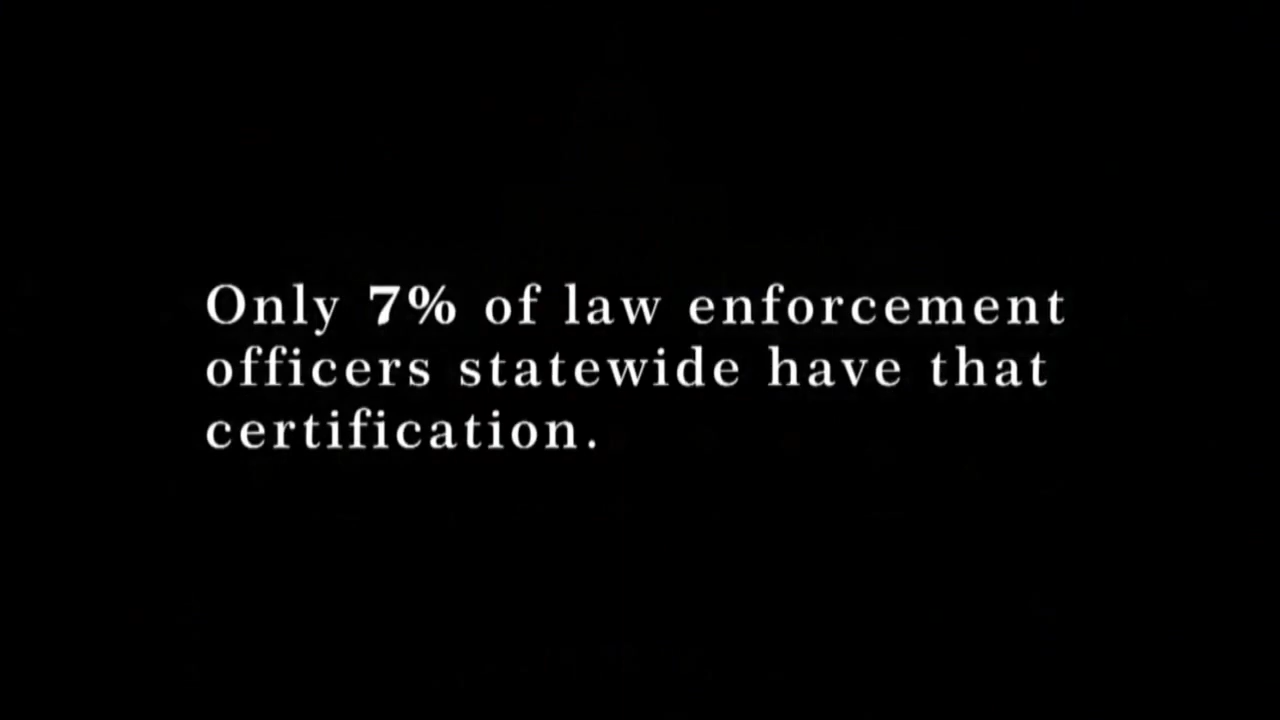 Only 7% of law enforcement
officers statewide have that
certification.